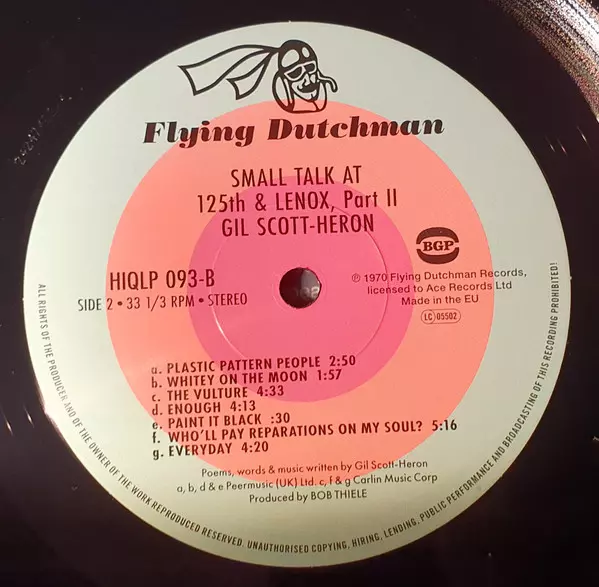 Flying Dutchman
SMALL TALK AT
125th & LENOX, Part II
GIL SCOTT-HERON
BGP
HIQLP 093-B
SIDE 2 • 33 1/3 RPM • STEREO
℗ 1970 Flying Dutchman Records,
licensed to Ace Records Ltd
Made in the EU
LC 05502
a. PLASTIC PATTERN PEOPLE 2:50
b. WHITEY ON THE MOON 1:57
c. THE VULTURE 4:33
d. ENOUGH 4:13
e. PAINT IT BLACK :30
f. WHO'LL PAY REPARATIONS ON MY SOUL? 5:16
g. EVERYDAY 4:20
Poems, words & music written by Gil Scott-Heron
a, b, d & e Peermusic (UK) Ltd. c, f & g Carlin Music Corp
Produced by BOB THIELE
ALL RIGHTS OF THE PRODUCER AND OF THE OWNER OF THE WORK REPRODUCED RESERVED. UNAUTHORISED COPYING, HIRING, LENDING, PUBLIC PERFORMANCE AND BROADCASTING OF THIS RECORDING PROHIBITED!